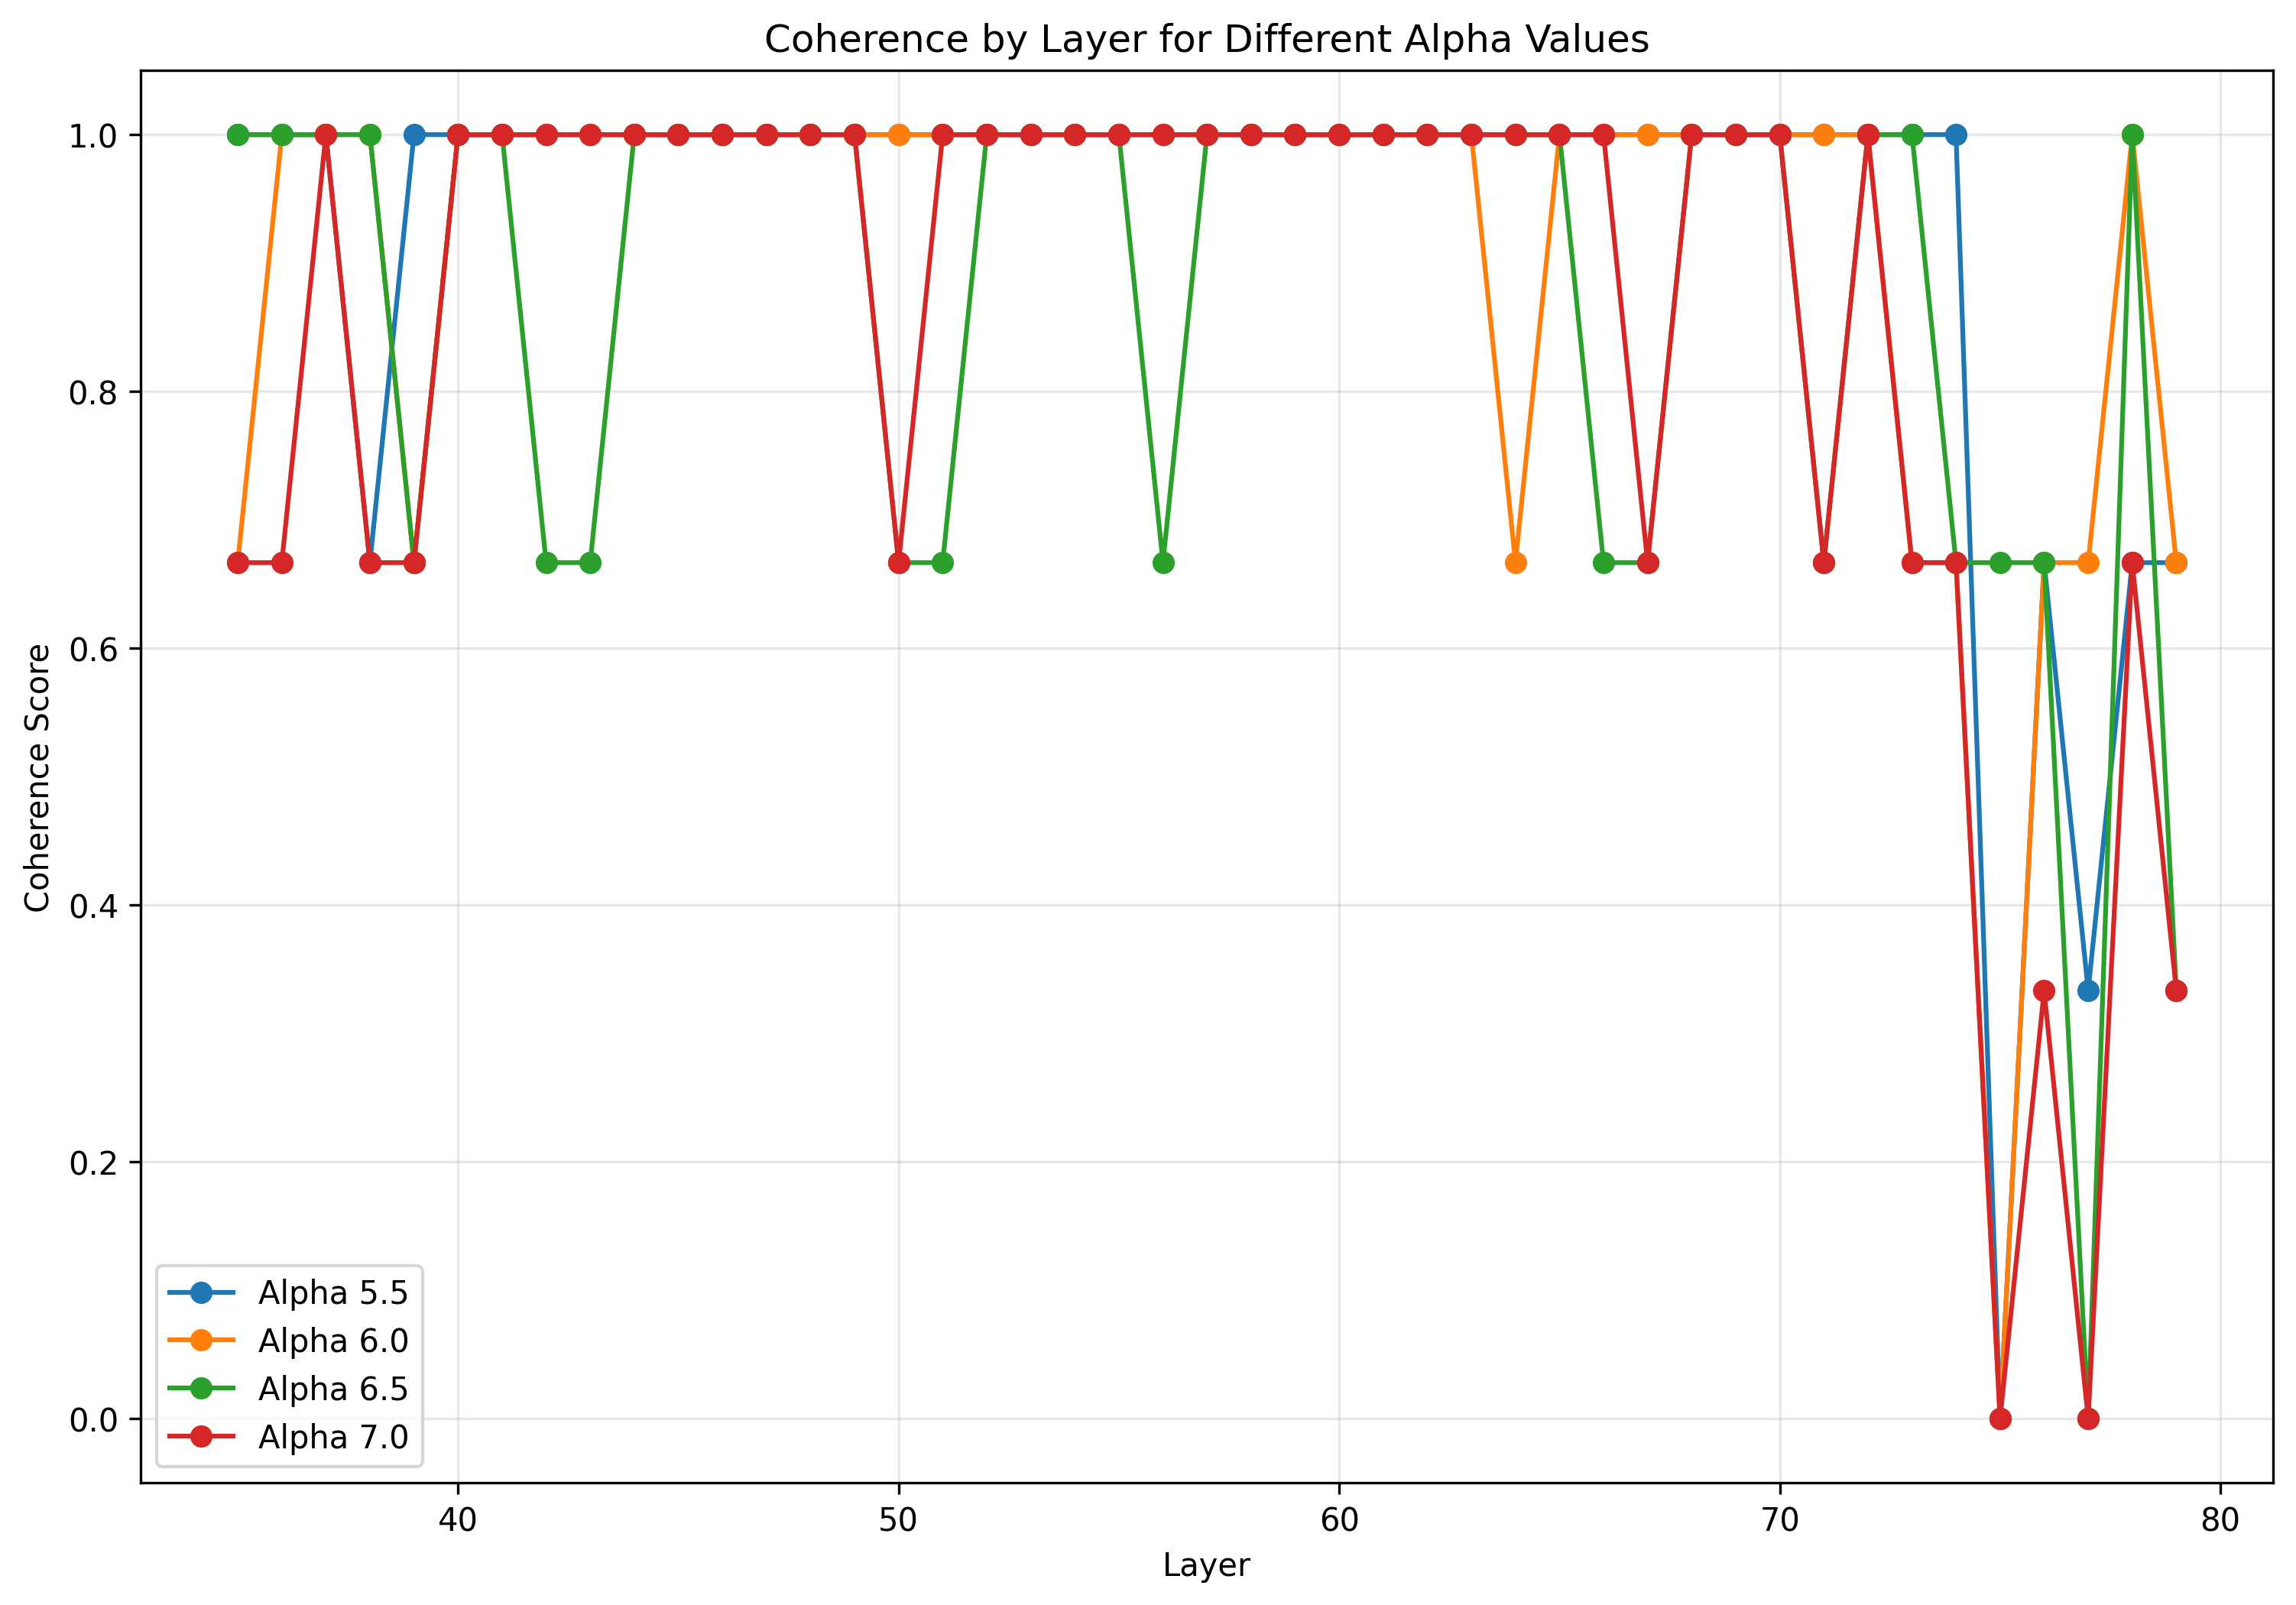 Coherence by Layer for Different Alpha Values
1.0
0.8
0.6
0.4
0.2
0.0
Coherence Score
Alpha 5.5
Alpha 6.0
Alpha 6.5
Alpha 7.0
40 50 60 70 80
Layer